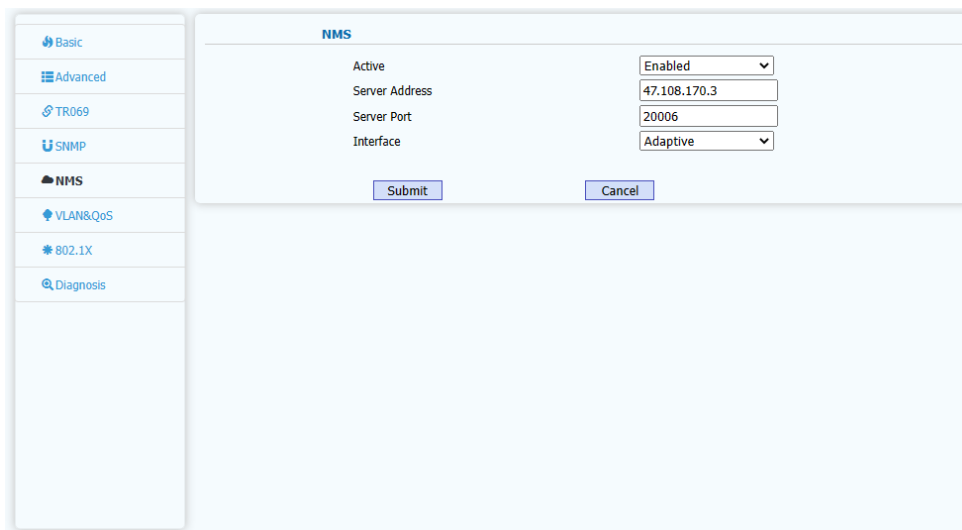 Basic
Advanced
TR069
SNMP
NMS
VLAN&QoS
802.1X
Diagnosis
NMS
Active Enabled
Server Address 47.108.170.3
Server Port 20006
Interface Adaptive
Submit Cancel